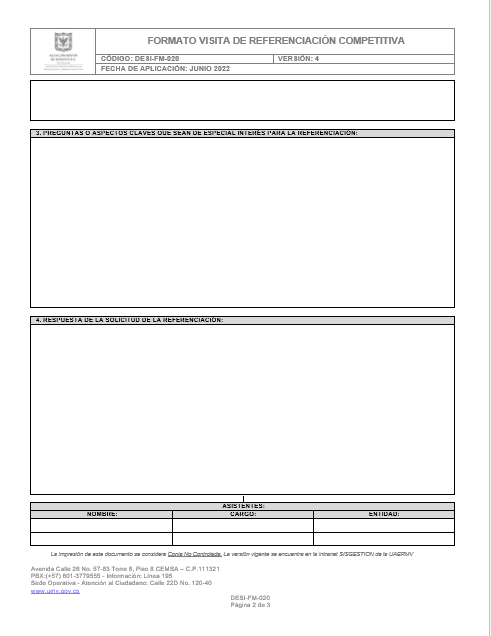 FORMATO VISITA DE REFERENCIACIÓN COMPETITIVA
CÓDIGO: DESI-FM-020 VERSIÓN: 4
FECHA DE APLICACIÓN: JUNIO 2022
3. PREGUNTAS O ASPECTOS CLAVES QUE SEAN DE ESPECIAL INTERÉS PARA LA REFERENCIACIÓN:
4. RESPUESTA DE LA SOLICITUD DE LA REFERENCIACIÓN:
ASISTENTES:
NOMBRE: CARGO: ENTIDAD:
La impresión de este documento se considera Copia No Controlada. La versión vigente se encuentra en la intranet SISGESTION de la UAERMV
Avenida Calle 26 No. 57-83 Torre 8, Piso 8 CEMSA – C.P.111321
PBX:(+57) 601-3779555 - Información: Línea 195
Sede Operativa - Atención al Ciudadano: Calle 22D No. 120-40
www.umv.gov.co
DESI-FM-020
Página 2 de 3